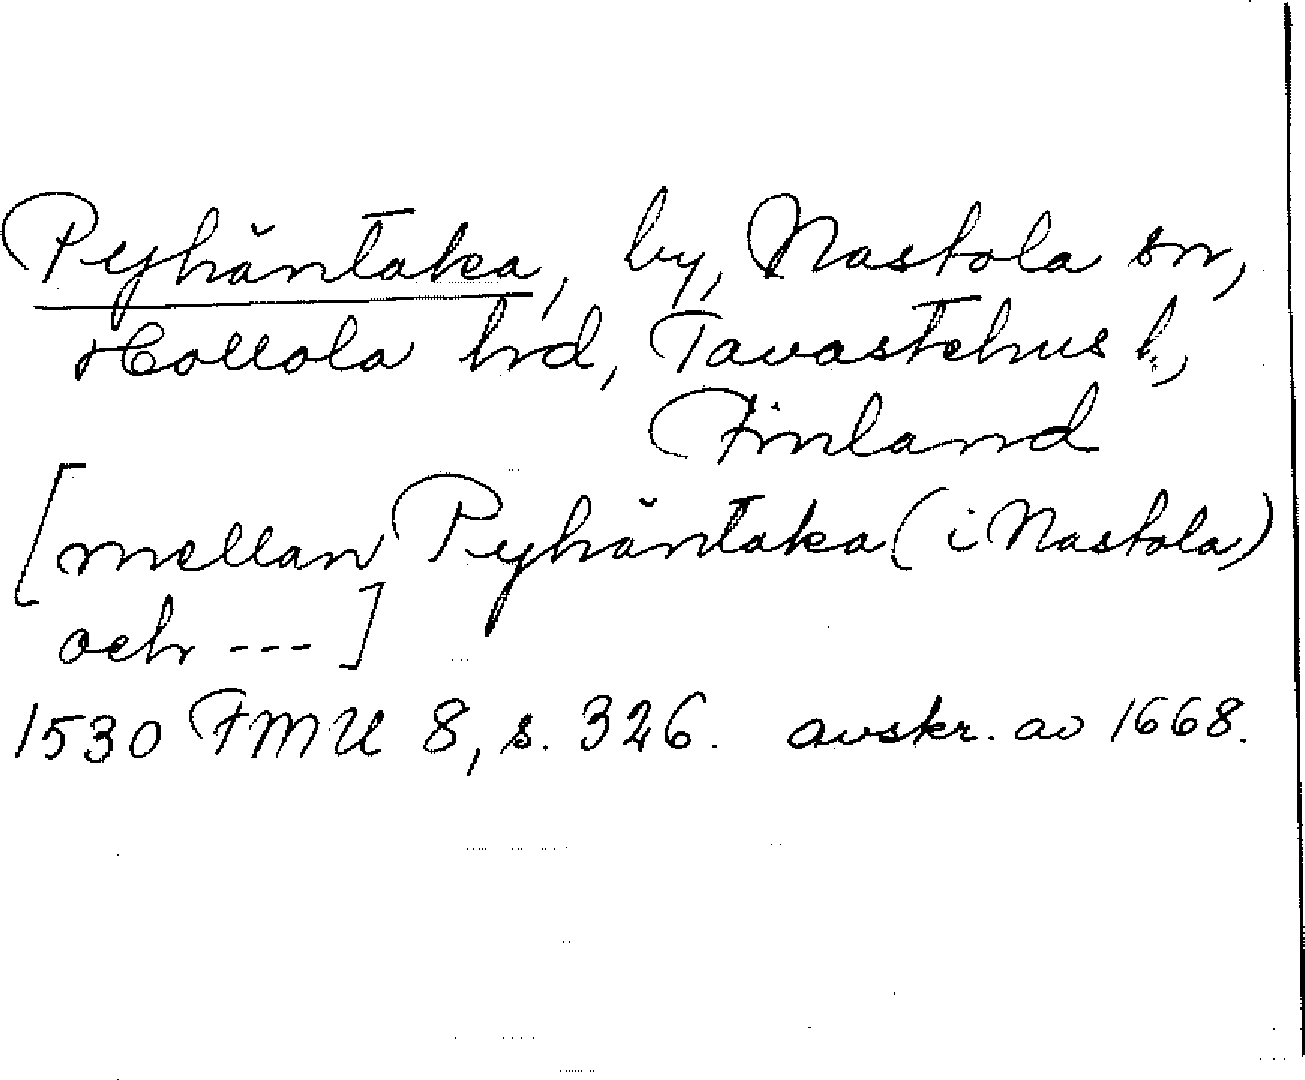 Pyhäntaka, by, Nastola sn,
Hollola hd, Tavastehus l.,
Finland
[mellan Pyhäntaka (i Nastola)
och ---]
1530 FMU 8, s. 326. avskr. av 1668.